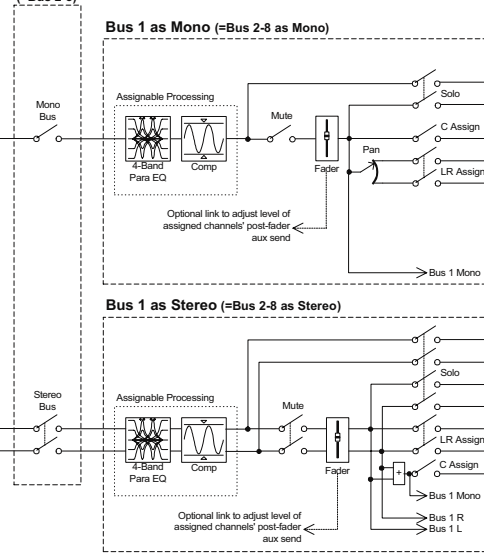 Bus 1 as Mono (=Bus 2-8 as Mono)
Mono
Bus
Assignable Processing
4-Band
Para EQ
Comp
Mute
Fader
Pan
Solo
C Assign
LR Assign
Optional link to adjust level of
assigned channels' post-fader
aux send
Bus 1 Mono
Bus 1 as Stereo (=Bus 2-8 as Stereo)
Stereo
Bus
Assignable Processing
4-Band
Para EQ
Comp
Mute
Fader
Solo
LR Assign
C Assign
+
Optional link to adjust level of
assigned channels' post-fader
aux send
Bus 1 Mono
Bus 1 R
Bus 1 L